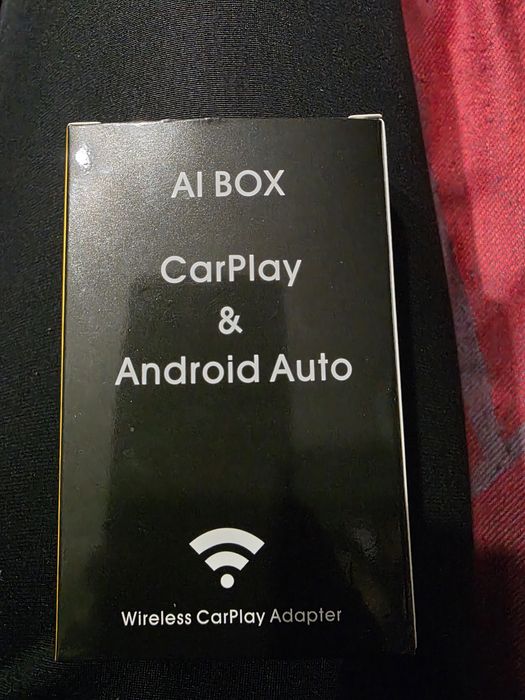 AI BOX
CarPlay
&
Android Auto
Wireless CarPlay Adapter